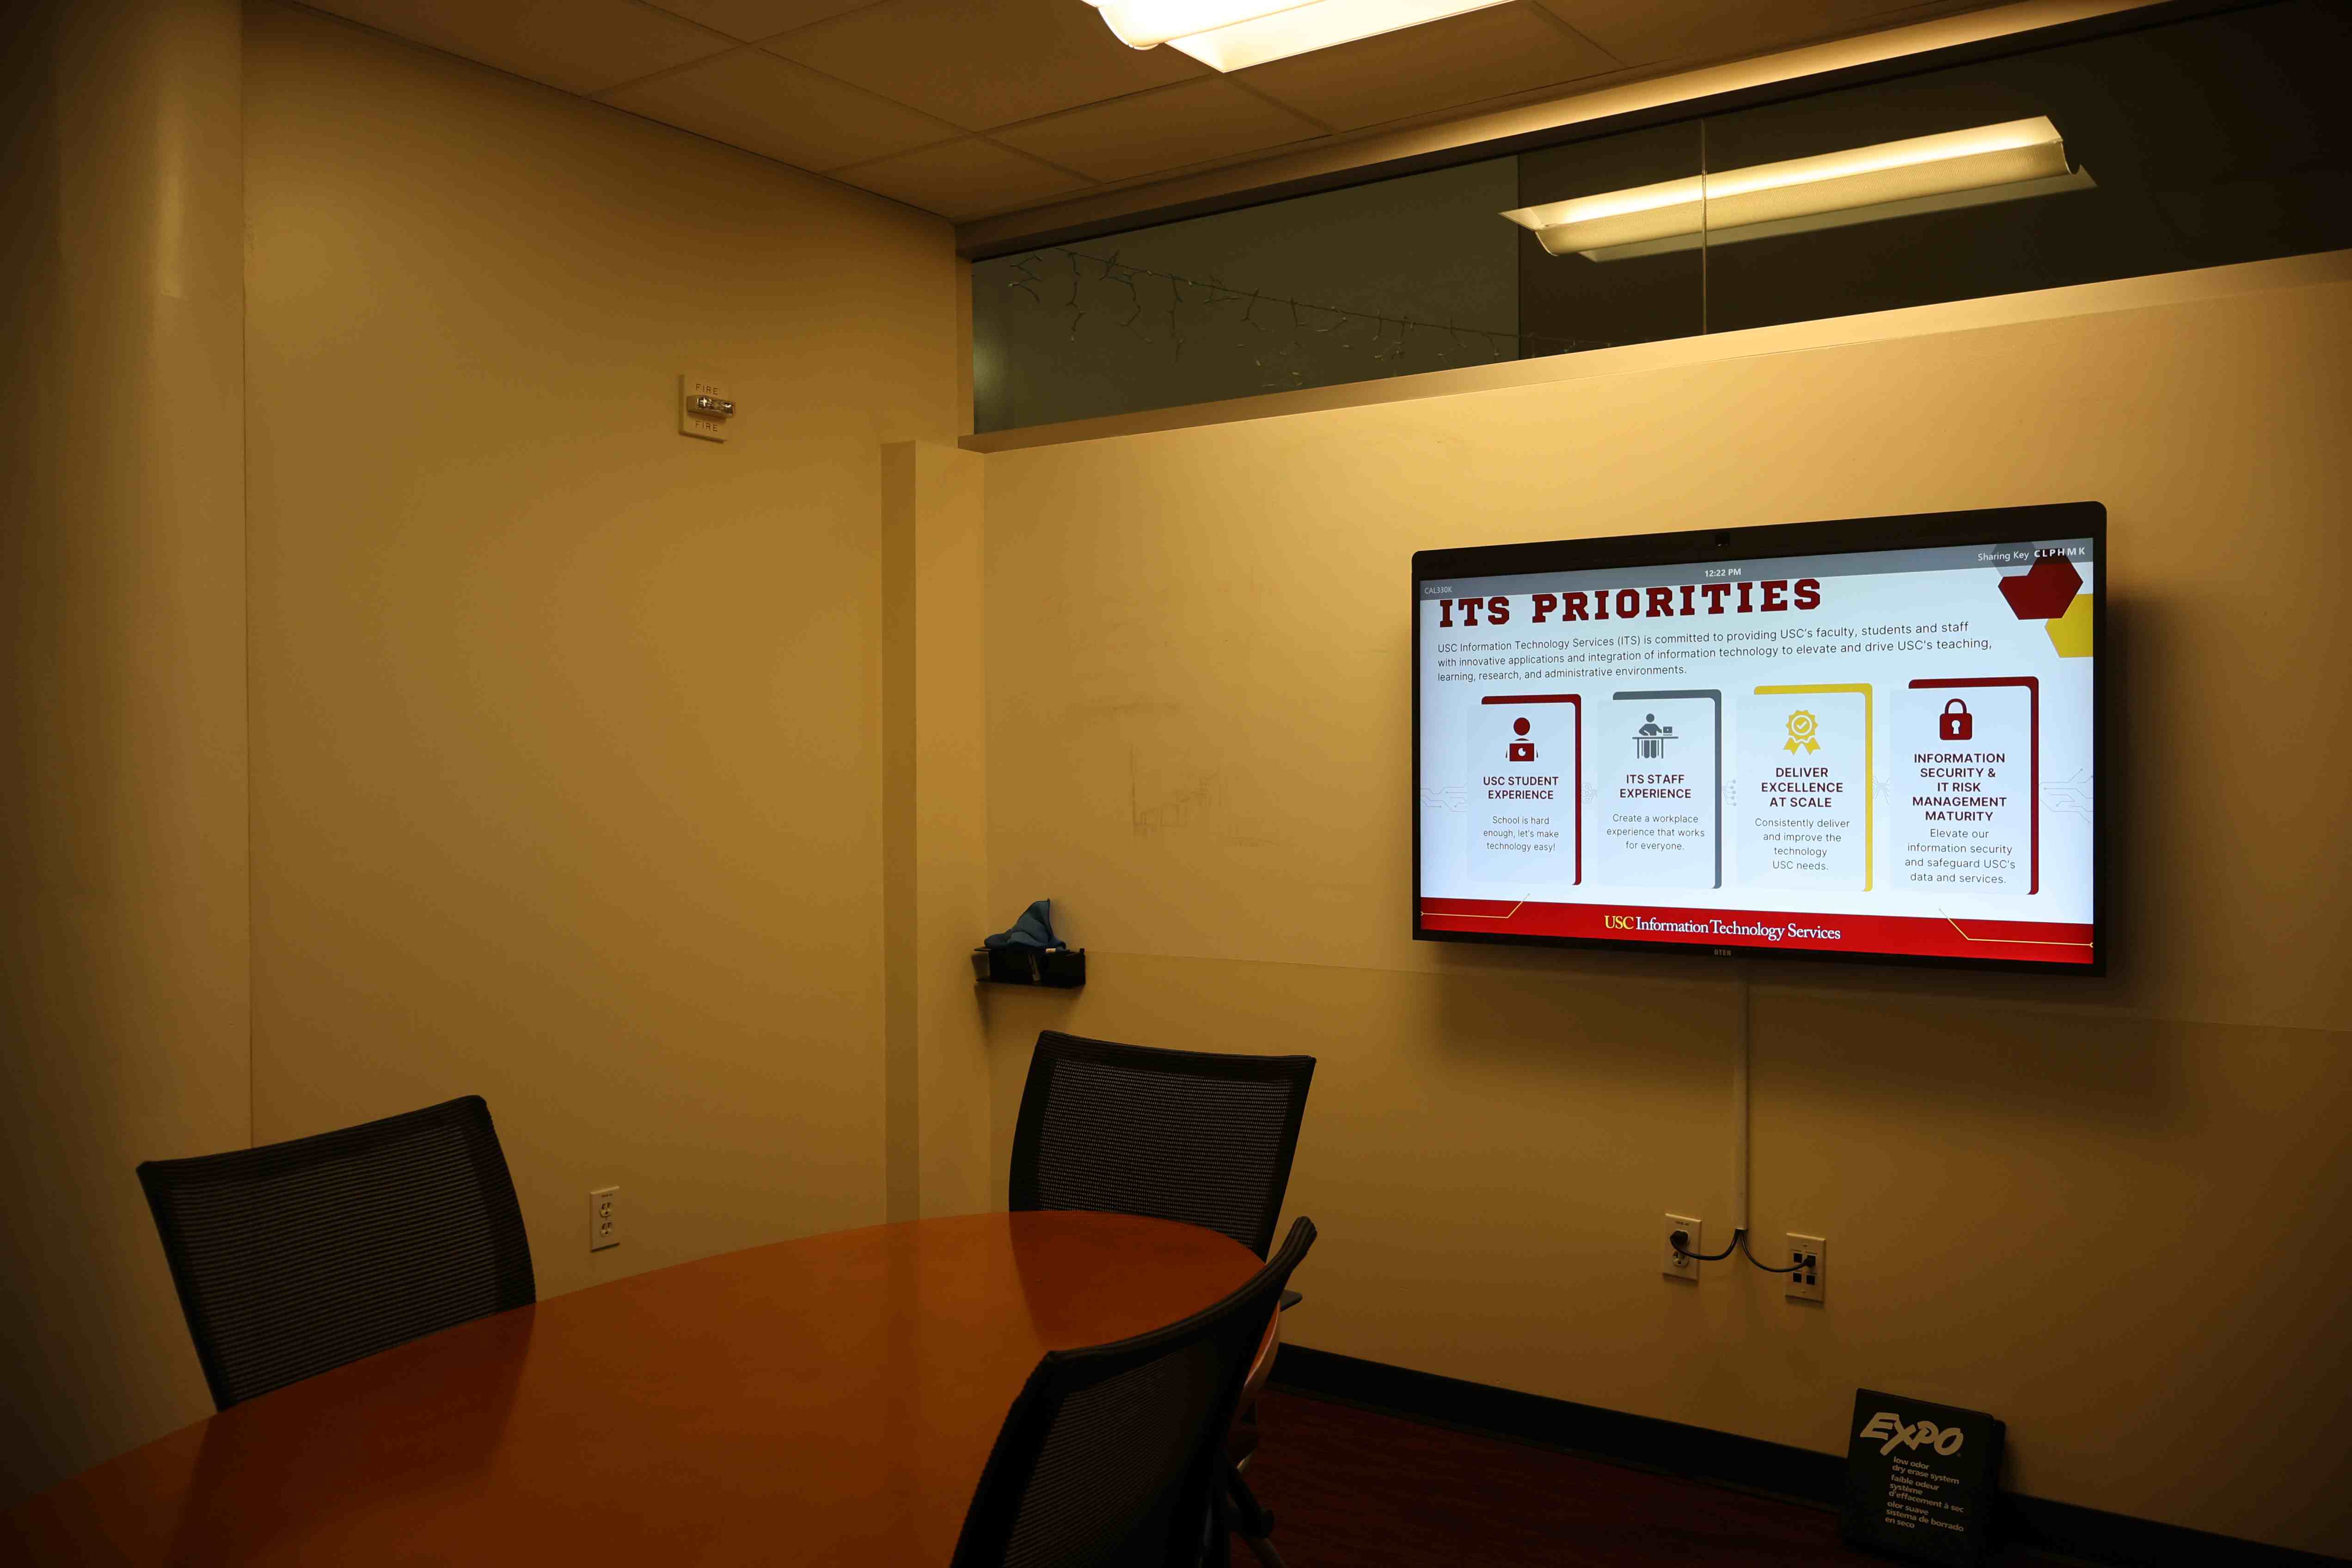 FIRE
FIRE
CAL330K
12:22 PM
Sharing Key CLPHMK
ITS PRIORITIES
USC Information Technology Services (ITS) is committed to providing USC's faculty, students and staff
with innovative applications and integration of information technology to elevate and drive USC's teaching,
learning, research, and administrative environments.
USC STUDENT
EXPERIENCE
School is hard
enough, let's make
technology easy!
ITS STAFF
EXPERIENCE
Create a workplace
experience that works
for everyone.
DELIVER
EXCELLENCE
AT SCALE
Consistently deliver
and improve the
technology
USC needs.
INFORMATION
SECURITY &
IT RISK
MANAGEMENT
MATURITY
Elevate our
information security
and safeguard USC's
data and services.
USC Information Technology Services
DTEN
EXPO
low odor
dry erase system
faible odeur
système
d'effacement à sec
olor suave
sistema de borrado
en seco